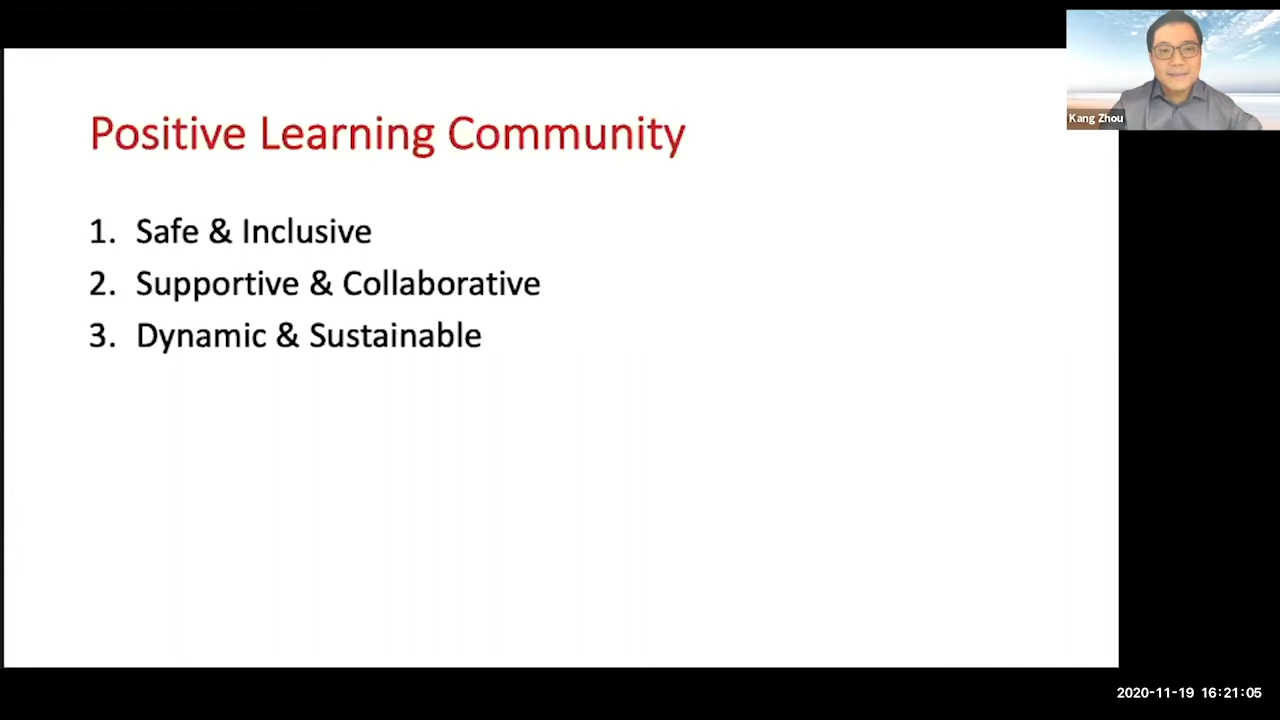 Positive Learning Community
1. Safe & Inclusive
2. Supportive & Collaborative
3. Dynamic & Sustainable
Kang Zhou
2020-11-19 16:21:05